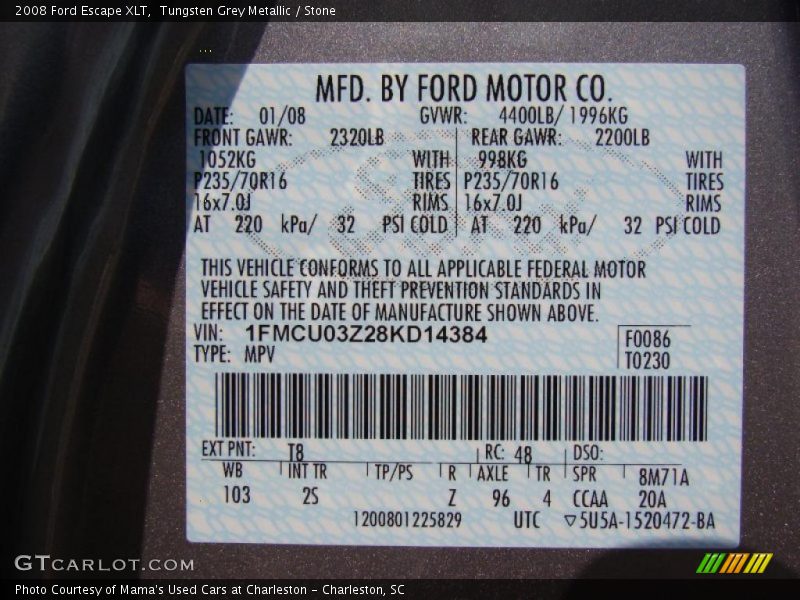 2008 Ford Escape XLT, Tungsten Grey Metallic / Stone
MFD. BY FORD MOTOR CO.
DATE: 01/08 GVWR: 4400LB/ 1996KG
FRONT GAWR: 2320LB REAR GAWR: 2200LB
1052KG WITH 998KG WITH
P235/70R16 TIRES P235/70R16 TIRES
16x7.0J RIMS 16x7.0J RIMS
AT 220 kPa/ 32 PSI COLD AT 220 kPa/ 32 PSI COLD
THIS VEHICLE CONFORMS TO ALL APPLICABLE FEDERAL MOTOR
VEHICLE SAFETY AND THEFT PREVENTION STANDARDS IN
EFFECT ON THE DATE OF MANUFACTURE SHOWN ABOVE.
VIN: 1FMCU03Z28KD14384
TYPE: MPV
F0086
T0230
EXT PNT: T8 RC: 48 DSO:
WB INT TR TP/PS R AXLE TR SPR 8M71A
103 2S Z 96 4 CCAA 20A
1200801225829 UTC ▽5U5A-1520472-BA
GTCARLOT.COM
Photo Courtesy of Mama's Used Cars at Charleston - Charleston, SC